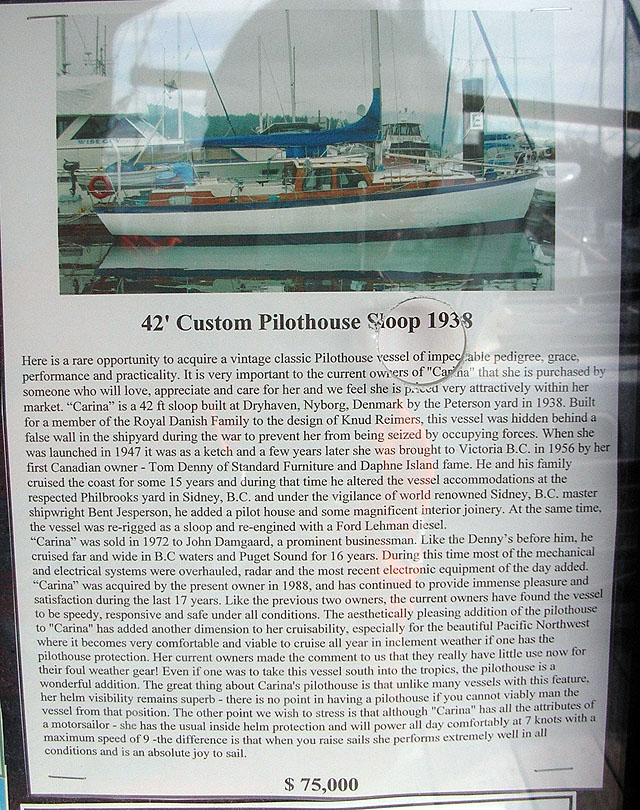 WISE GUY
42' Custom Pilothouse Sloop 1938
Here is a rare opportunity to acquire a vintage classic Pilothouse vessel of impeccable pedigree, grace,
performance and practicality. It is very important to the current owners of "Carina" that she is purchased by
someone who will love, appreciate and care for her and we feel she is priced very attractively within her
market. “Carina” is a 42 ft sloop built at Dryhaven, Nyborg, Denmark by the Peterson yard in 1938. Built
for a member of the Royal Danish Family to the design of Knud Reimers, this vessel was hidden behind a
false wall in the shipyard during the war to prevent her from being seized by occupying forces. When she
was launched in 1947 it was as a ketch and a few years later she was brought to Victoria B.C. in 1956 by her
first Canadian owner - Tom Denny of Standard Furniture and Daphne Island fame. He and his family
cruised the coast for some 15 years and during that time he altered the vessel accommodations at the
respected Philbrooks yard in Sidney, B.C. and under the vigilance of world renowned Sidney, B.C. master
shipwright Bent Jesperson, he added a pilot house and some magnificent interior joinery. At the same time,
the vessel was re-rigged as a sloop and re-engined with a Ford Lehman diesel.
“Carina” was sold in 1972 to John Damgaard, a prominent businessman. Like the Denny’s before him, he
cruised far and wide in B.C waters and Puget Sound for 16 years. During this time most of the mechanical
and electrical systems were overhauled, radar and the most recent electronic equipment of the day added.
“Carina” was acquired by the present owner in 1988, and has continued to provide immense pleasure and
satisfaction during the last 17 years. Like the previous two owners, the current owners have found the vessel
to be speedy, responsive and safe under all conditions. The aesthetically pleasing addition of the pilothouse
to "Carina" has added another dimension to her cruisability, especially for the beautiful Pacific Northwest
where it becomes very comfortable and viable to cruise all year in inclement weather if one has the
pilothouse protection. Her current owners made the comment to us that they really have little use now for
their foul weather gear! Even if one was to take this vessel south into the tropics, the pilothouse is a
wonderful addition. The great thing about Carina's pilothouse is that unlike many vessels with this feature,
her helm visibility remains superb - there is no point in having a pilothouse if you cannot viably man the
vessel from that position. The other point we wish to stress is that although "Carina" has all the attributes of
a motorsailor - she has the usual inside helm protection and will power all day comfortably at 7 knots with a
maximum speed of 9 -the difference is that when you raise sails she performs extremely well in all
conditions and is an absolute joy to sail.
$ 75,000